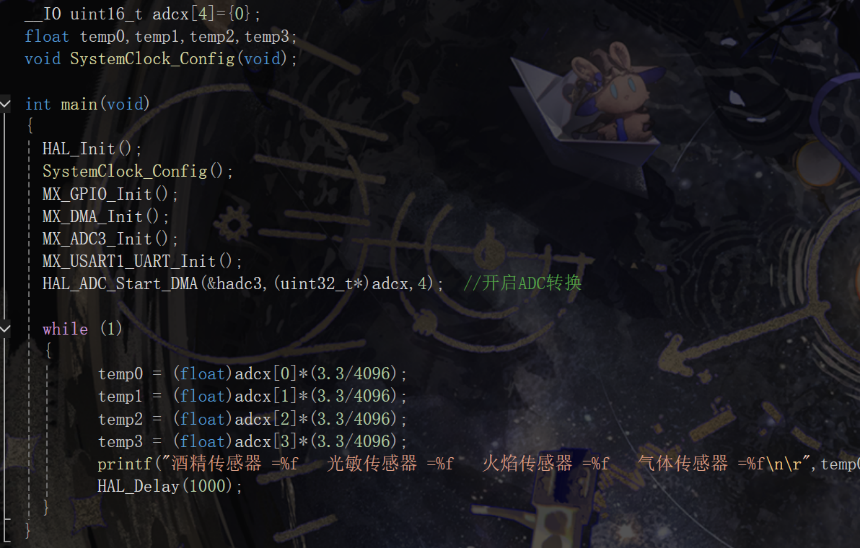 __IO uint16_t adcx[4]={0};
float temp0,temp1,temp2,temp3;
void SystemClock_Config(void);
int main(void)
{
HAL_Init();
SystemClock_Config();
MX_GPIO_Init();
MX_DMA_Init();
MX_ADC3_Init();
MX_USART1_UART_Init();
HAL_ADC_Start_DMA(&hadc3,(uint32_t*)adcx,4);  //开启ADC转换
while (1)
{
temp0 = (float)adcx[0]*(3.3/4096);
temp1 = (float)adcx[1]*(3.3/4096);
temp2 = (float)adcx[2]*(3.3/4096);
temp3 = (float)adcx[3]*(3.3/4096);
printf("酒精传感器 =%f   光敏传感器 =%f   火焰传感器 =%f   气体传感器 =%f\n\r",temp
HAL_Delay(1000);
}
}